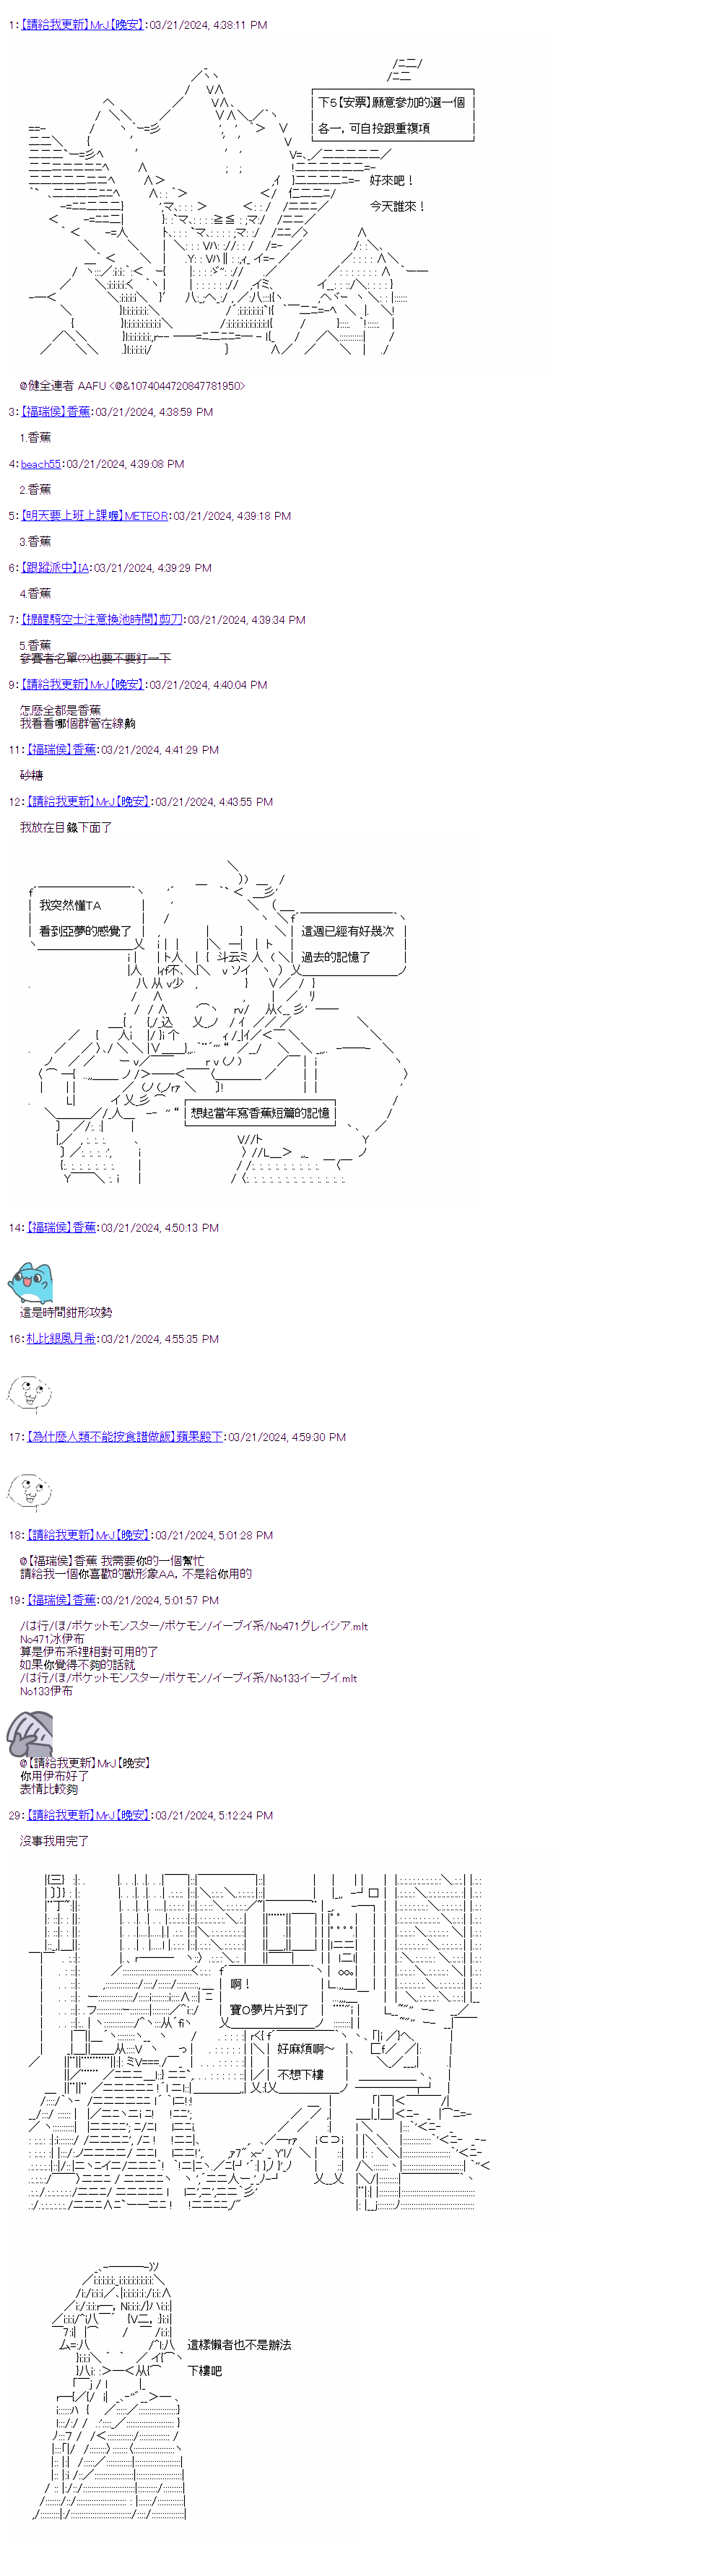 1：【請給我更新】MrJ【晚安】：03/21/2024, 4:38:11 PM
下５【安票】願意參加的選一個
各一，可自投跟重複項
好來吧！
今天誰來！
@健全連者 AAFU <@&1074044720847781950>
3：【福瑞侯】香蕉：03/21/2024, 4:38:59 PM
1.香蕉
4：beach55：03/21/2024, 4:39:08 PM
2.香蕉
5：【明天要上班上課喔】METEOR：03/21/2024, 4:39:18 PM
3.香蕉
6：【跟蹤派中】IA：03/21/2024, 4:39:29 PM
4.香蕉
7：【提醒騎空士注意換池時間】剪刀：03/21/2024, 4:39:34 PM
5.香蕉
參賽者名單(?)也要不要釘一下
9：【請給我更新】MrJ【晚安】：03/21/2024, 4:40:04 PM
怎麼全都是香蕉
我看看哪個群管在線齁
11：【福瑞侯】香蕉：03/21/2024, 4:41:29 PM
砂糖
12：【請給我更新】MrJ【晚安】：03/21/2024, 4:43:55 PM
我放在目錄下面了
我突然懂TA
看到亞夢的感覺了
這週已經有好幾次
過去的記憶了
想起當年寫香蕉短篇的記憶
14：【福瑞侯】香蕉：03/21/2024, 4:50:13 PM
這是時間鉗形攻勢
16：札比銀風月希：03/21/2024, 4:55:35 PM
17：【為什麼人類不能按食譜做飯】蘋果殿下：03/21/2024, 4:59:30 PM
18：【請給我更新】MrJ【晚安】：03/21/2024, 5:01:28 PM
@【福瑞侯】香蕉 我需要你的一個幫忙
請給我一個你喜歡的獸形象AA，不是給你用的
19：【福瑞侯】香蕉：03/21/2024, 5:01:57 PM
/は行/ほ/ポケットモンスター/ポケモン/イーブイ系/No471グレイシア.mlt
No471冰伊布
算是伊布系裡相對可用的了
如果你覺得不夠的話就
/は行/ほ/ポケットモンスター/ポケモン/イーブイ系/No133イーブイ.mlt
No133伊布
@【請給我更新】MrJ【晚安】
你用伊布好了
表情比較夠
29：【請給我更新】MrJ【晚安】：03/21/2024, 5:12:24 PM
沒事我用完了
啊！
寶O夢片片到了
好麻煩啊～
不想下樓
這樣懶者也不是辦法
下樓吧